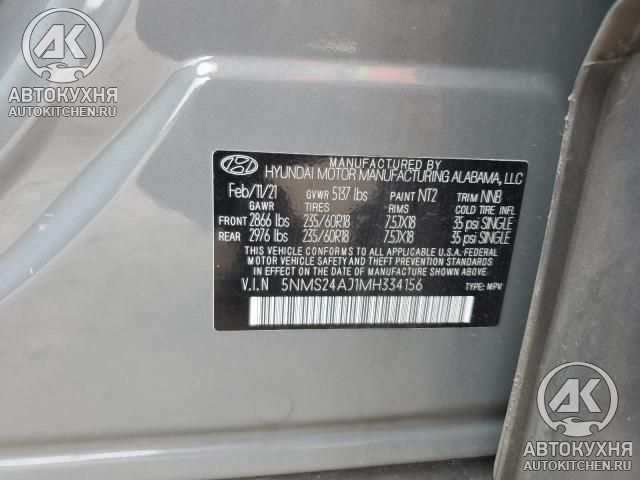 АК
АВТОКУХНЯ
AUTOKITCHEN.RU
MANUFACTURED BY
HYUNDAI MOTOR MANUFACTURING ALABAMA, LLC
Feb/11/21 GVWR 5137 lbs PAINT NT2 TRIM NNB
GAWR TIRES RIMS COLD TIRE INFL
FRONT 2866 lbs 235/60R18 7.5JX18 35 psi SINGLE
REAR 2976 lbs 235/60R18 7.5JX18 35 psi SINGLE
THIS VEHICLE CONFORMS TO ALL APPLICABLE U.S.A. FEDERAL
MOTOR VEHICLE SAFETY, BUMPER, AND THEFT PREVENTION
STANDARDS IN EFFECT ON THE DATE OF MANUFACTURE SHOWN ABOVE.
V.I.N 5NMS24AJ1MH334156
TYPE: MPV
АК
АВТОКУХНЯ
AUTOKITCHEN.RU